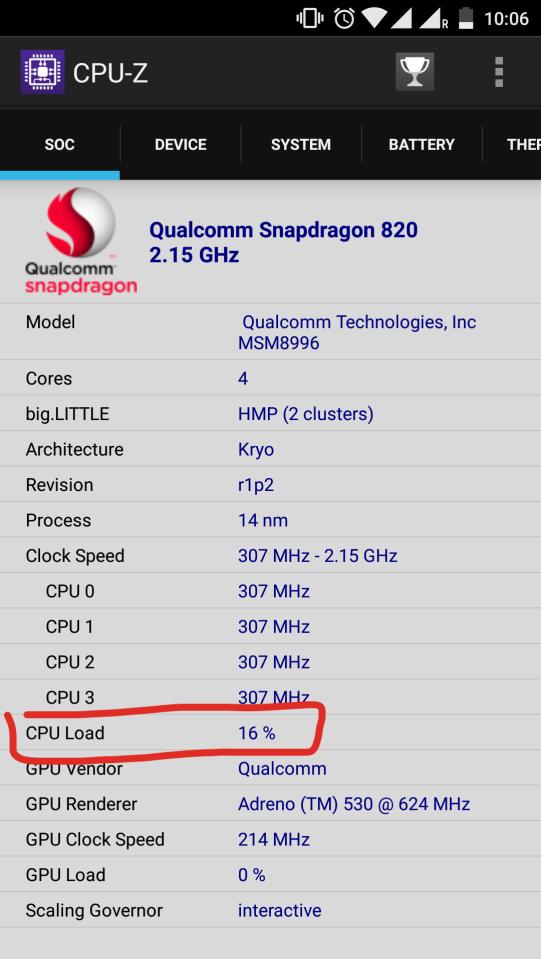 R 10:06
CPU-Z
SOC DEVICE SYSTEM BATTERY THER
Qualcomm Snapdragon 820
2.15 GHz
Qualcomm
snapdragon
Model Qualcomm Technologies, Inc
MSM8996
Cores 4
big.LITTLE HMP (2 clusters)
Architecture Kryo
Revision r1p2
Process 14 nm
Clock Speed 307 MHz - 2.15 GHz
CPU 0 307 MHz
CPU 1 307 MHz
CPU 2 307 MHz
CPU 3 307 MHz
CPU Load 16 %
GPU Vendor Qualcomm
GPU Renderer Adreno (TM) 530 @ 624 MHz
GPU Clock Speed 214 MHz
GPU Load 0 %
Scaling Governor interactive